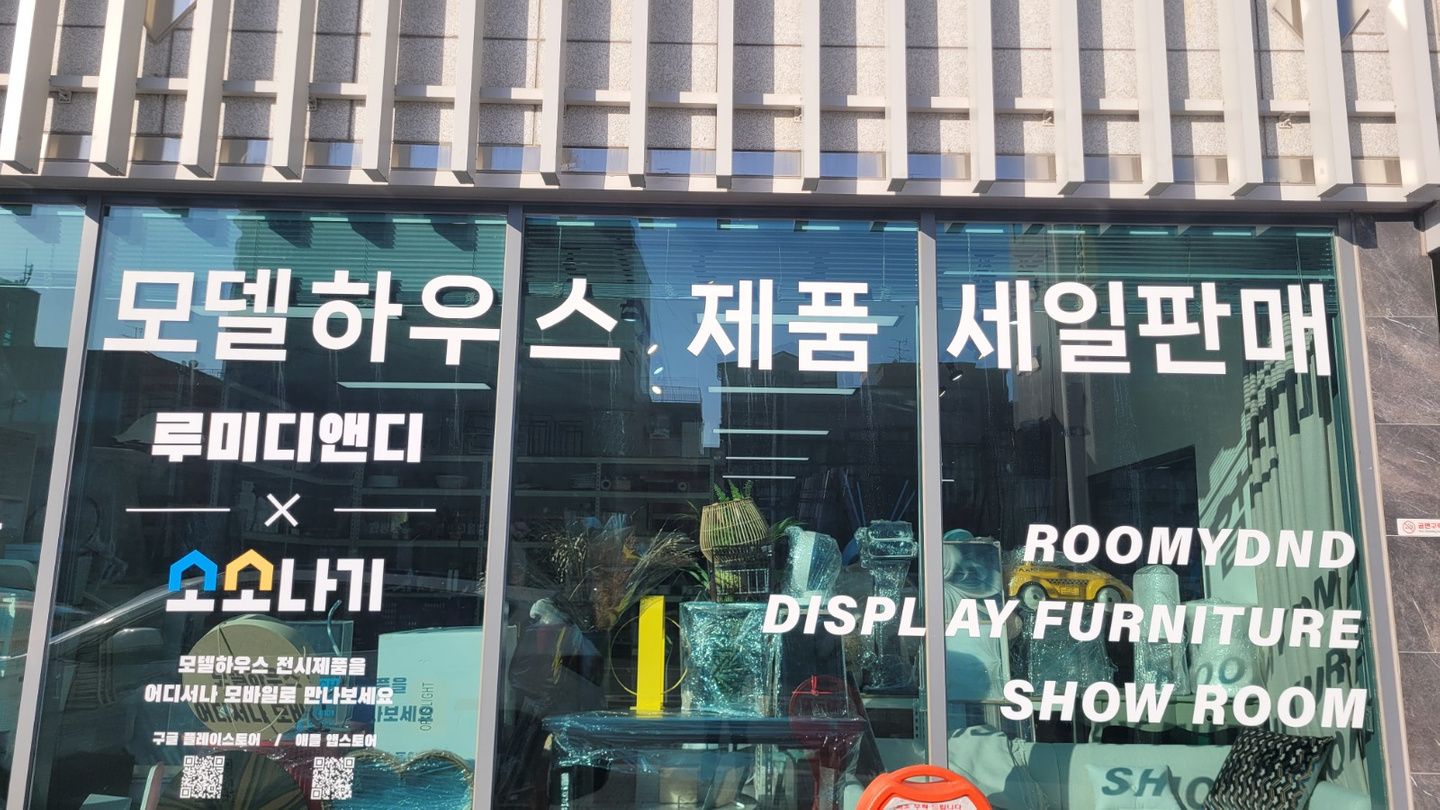 모델하우스 제품 세일판매
루미디앤디
×
소소나기
모델하우스 전시제품을
어디서나 모바일로 만나보세요
구글 플레이스토어 / 애플 앱스토어
ROOMYDND
DISPLAY FURNITURE
SHOW ROOM